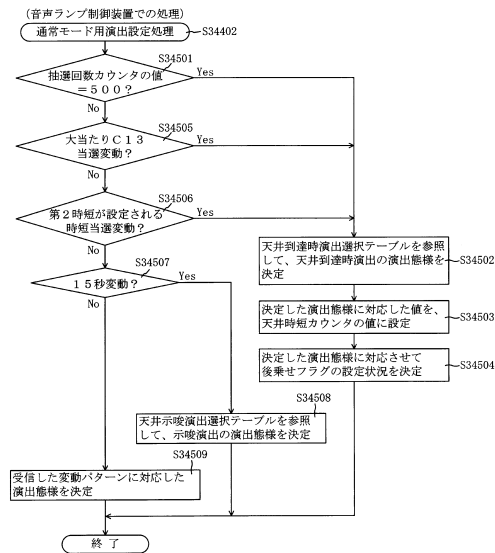 (音声ランプ制御装置での処理)
通常モード用演出設定処理
S34402
S34501
抽選回数カウンタの値
=500?
Yes
No
S34505
大当たりC13
当選変動?
Yes
No
S34506
第2時短が設定される
時短当選変動?
Yes
No
S34507
15秒変動?
Yes
No
天井到達時演出選択テーブルを参照
して、天井到達時演出の演出態様を
決定
S34502
決定した演出態様に対応した値を、
天井時短カウンタの値に設定
S34503
決定した演出態様に対応させて
後乗せフラグの設定状況を決定
S34504
S34508
天井示唆演出選択テーブルを参照
して、示唆演出の演出態様を決定
S34509
受信した変動パターンに対応した
演出態様を決定
終了